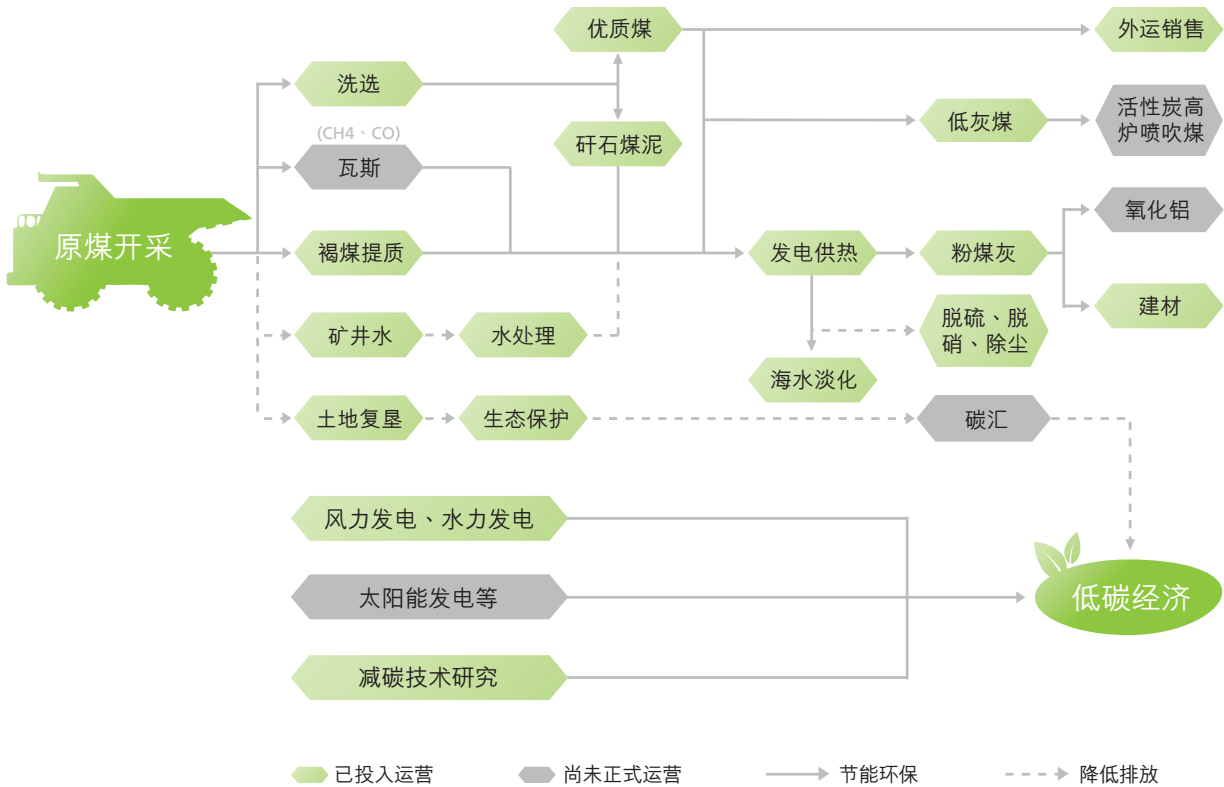 优质煤
外运销售
洗选
低灰煤
活性炭高
炉喷吹煤
(CH4、CO)
瓦斯
矸石煤泥
氧化铝
原煤开采
褐煤提质
发电供热
粉煤灰
建材
矿井水
水处理
脱硫、脱
硝、除尘
海水淡化
土地复垦
生态保护
碳汇
风力发电、水力发电
太阳能发电等
低碳经济
减碳技术研究
已投入运营
尚未正式运营
节能环保
降低排放